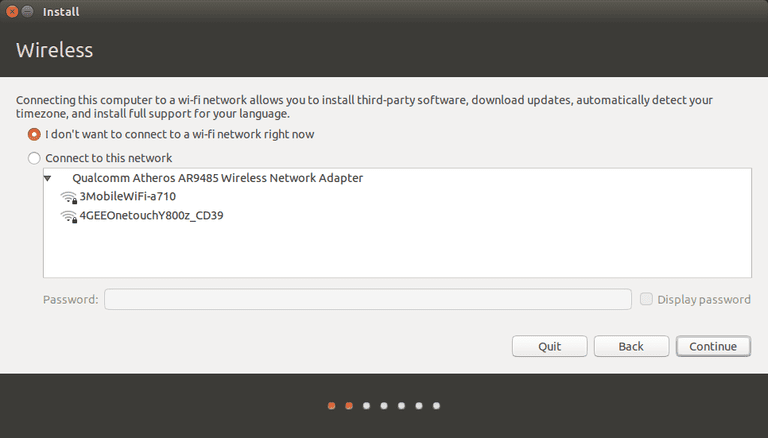 Install
Wireless
Connecting this computer to a wi-fi network allows you to install third-party software, download updates, automatically detect your
timezone, and install full support for your language.
I don't want to connect to a wi-fi network right now
Connect to this network
Qualcomm Atheros AR9485 Wireless Network Adapter
3MobileWiFi-a710
4GEEOnetouchY800z_CD39
Password:
Display password
Quit
Back
Continue